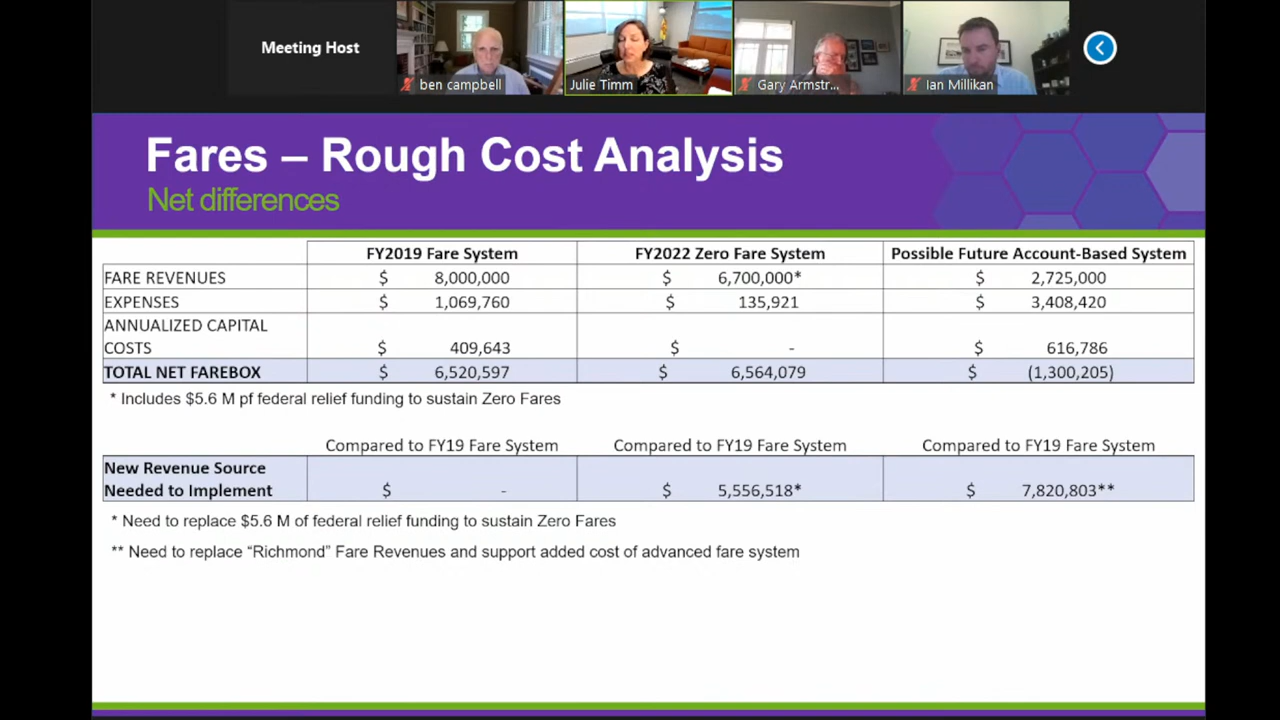 Meeting Host
ben campbell
Julie Timm
Gary Armstr...
Ian Millikan
Fares – Rough Cost Analysis
Net differences
FY2019 Fare System FY2022 Zero Fare System Possible Future Account-Based System
FARE REVENUES $ 8,000,000 $ 6,700,000* $ 2,725,000
EXPENSES $ 1,069,760 $ 135,921 $ 3,408,420
ANNUALIZED CAPITAL
COSTS $ 409,643 $ - $ 616,786
TOTAL NET FAREBOX $ 6,520,597 $ 6,564,079 $ (1,300,205)
* Includes $5.6 M pf federal relief funding to sustain Zero Fares
Compared to FY19 Fare System Compared to FY19 Fare System Compared to FY19 Fare System
New Revenue Source
Needed to Implement $ - $ 5,556,518* $ 7,820,803**
* Need to replace $5.6 M of federal relief funding to sustain Zero Fares
** Need to replace “Richmond” Fare Revenues and support added cost of advanced fare system